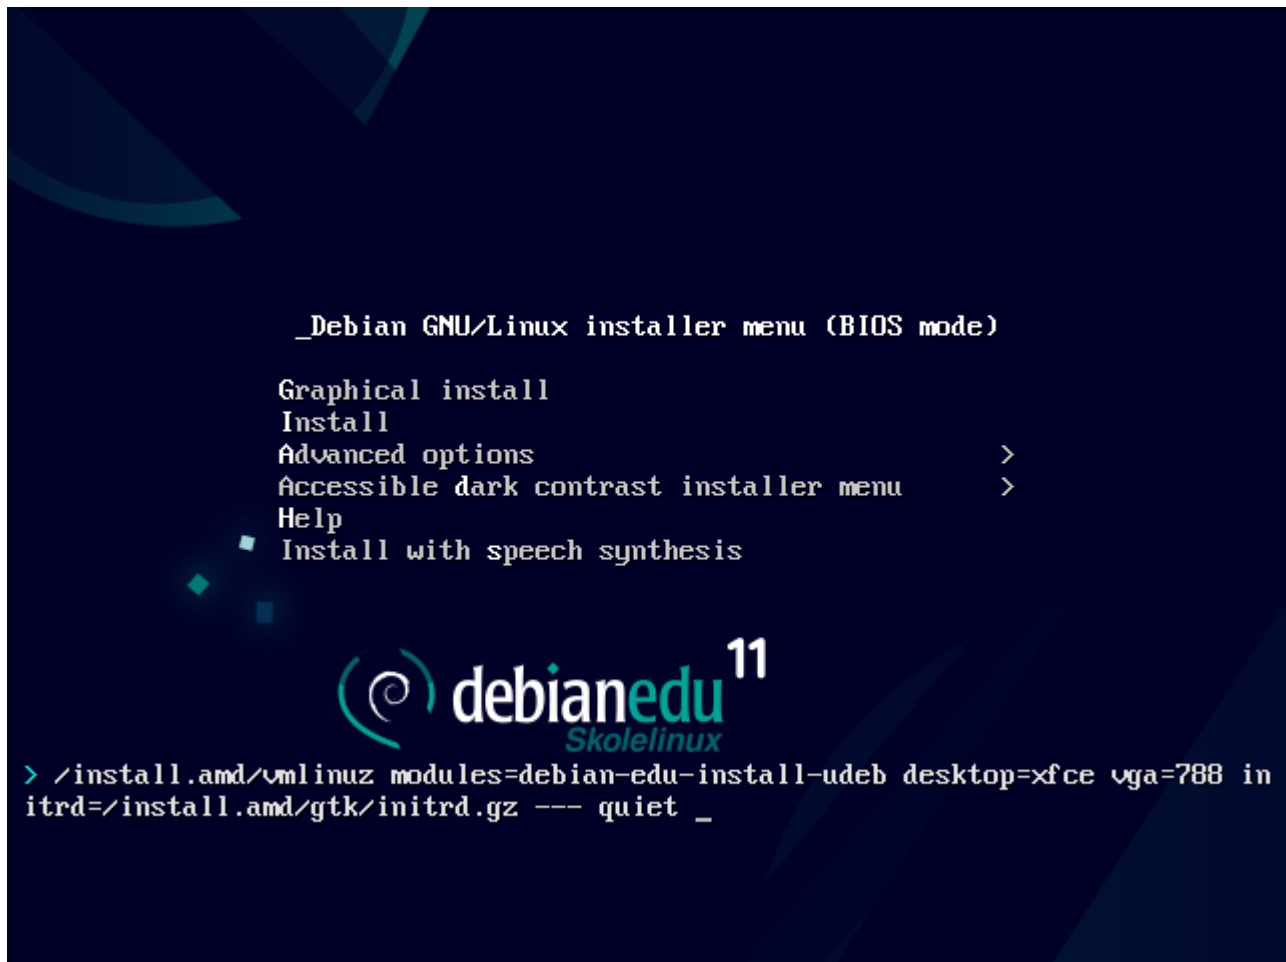 _Debian GNU/Linux installer menu (BIOS mode)
Graphical install
Install
Advanced options >
Accessible dark contrast installer menu >
Help
Install with speech synthesis
debianedu 11
Skolelinux
> /install.amd/vmlinuz modules=debian-edu-install-udeb desktop=xfce vga=788 in
itrd=/install.amd/gtk/initrd.gz --- quiet _